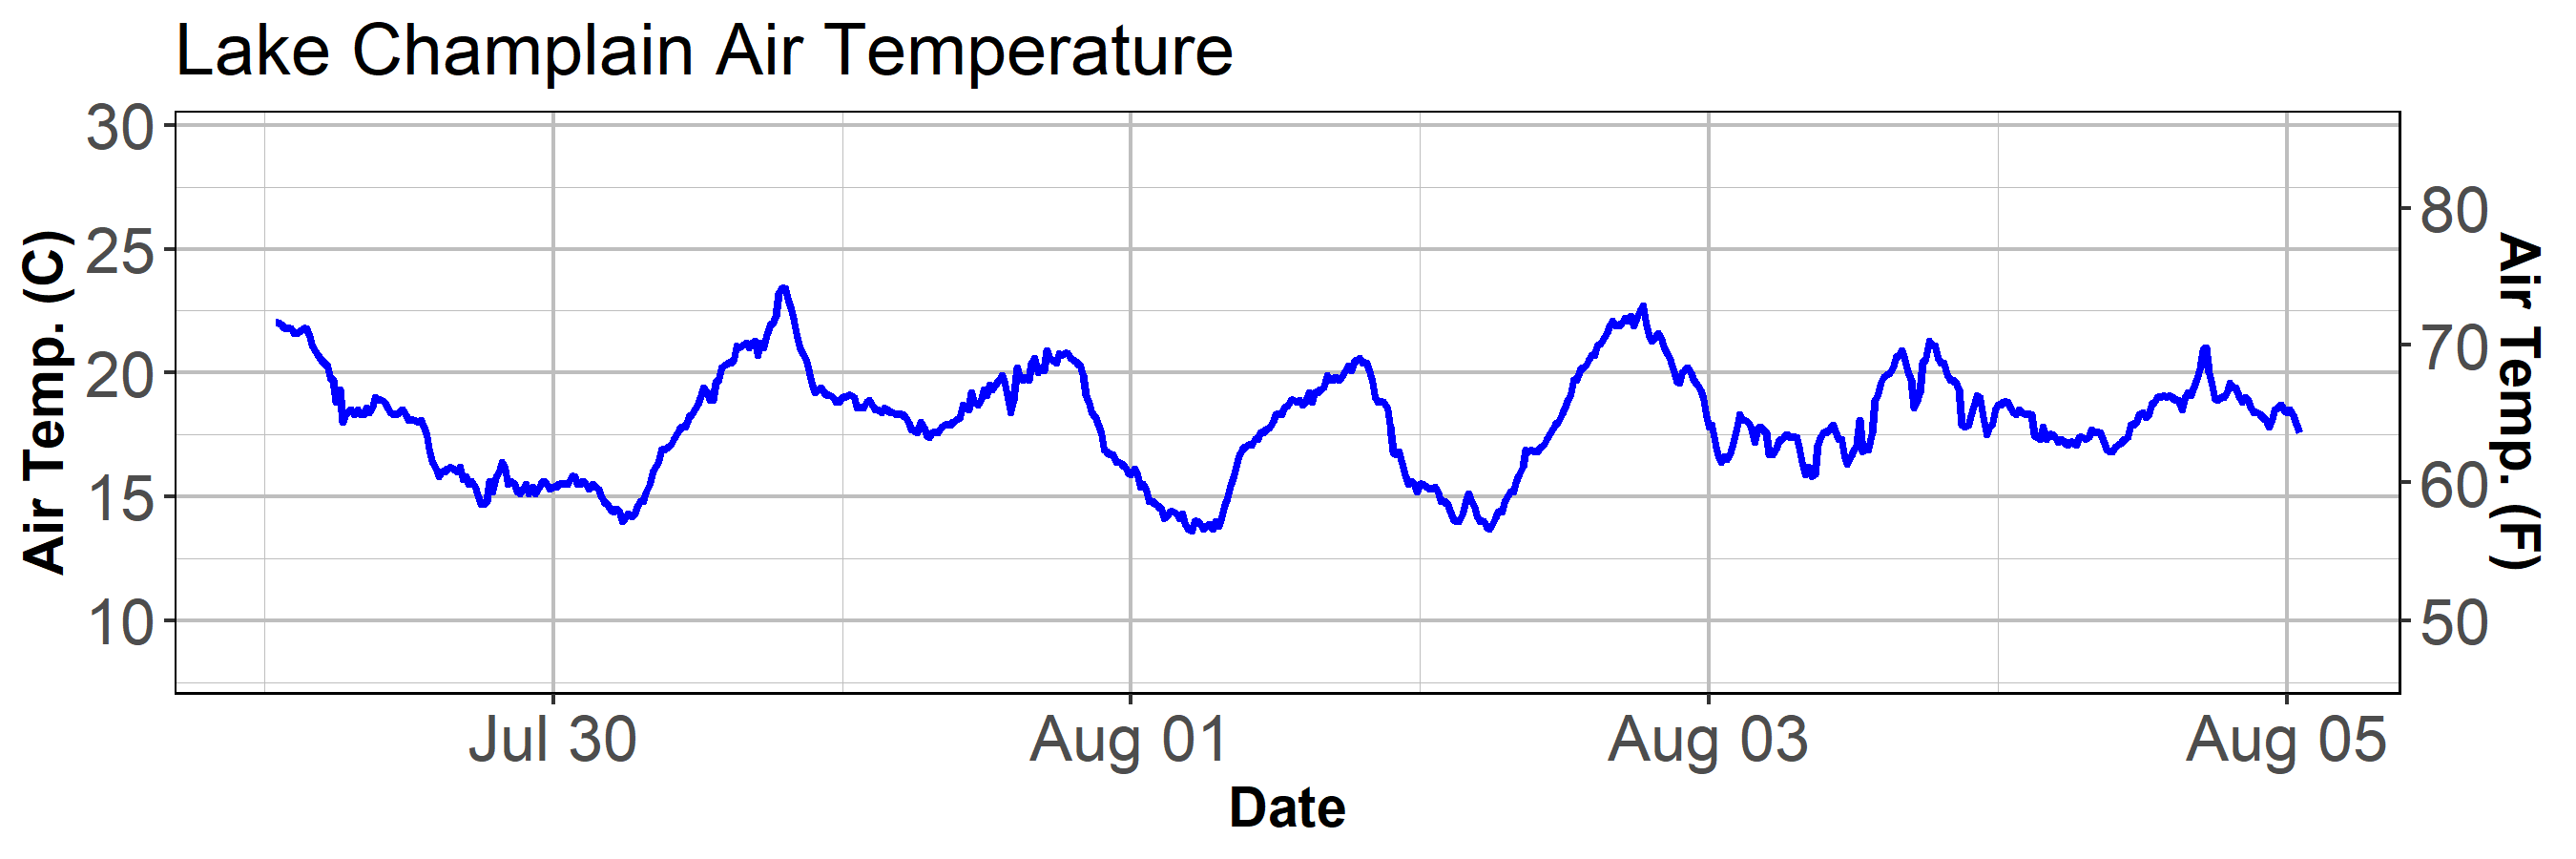 Lake Champlain Air Temperature
30
25
20
15
10
Air Temp. (C)
80
70
60
50
Air Temp. (F)
Jul 30
Aug 01
Aug 03
Aug 05
Date